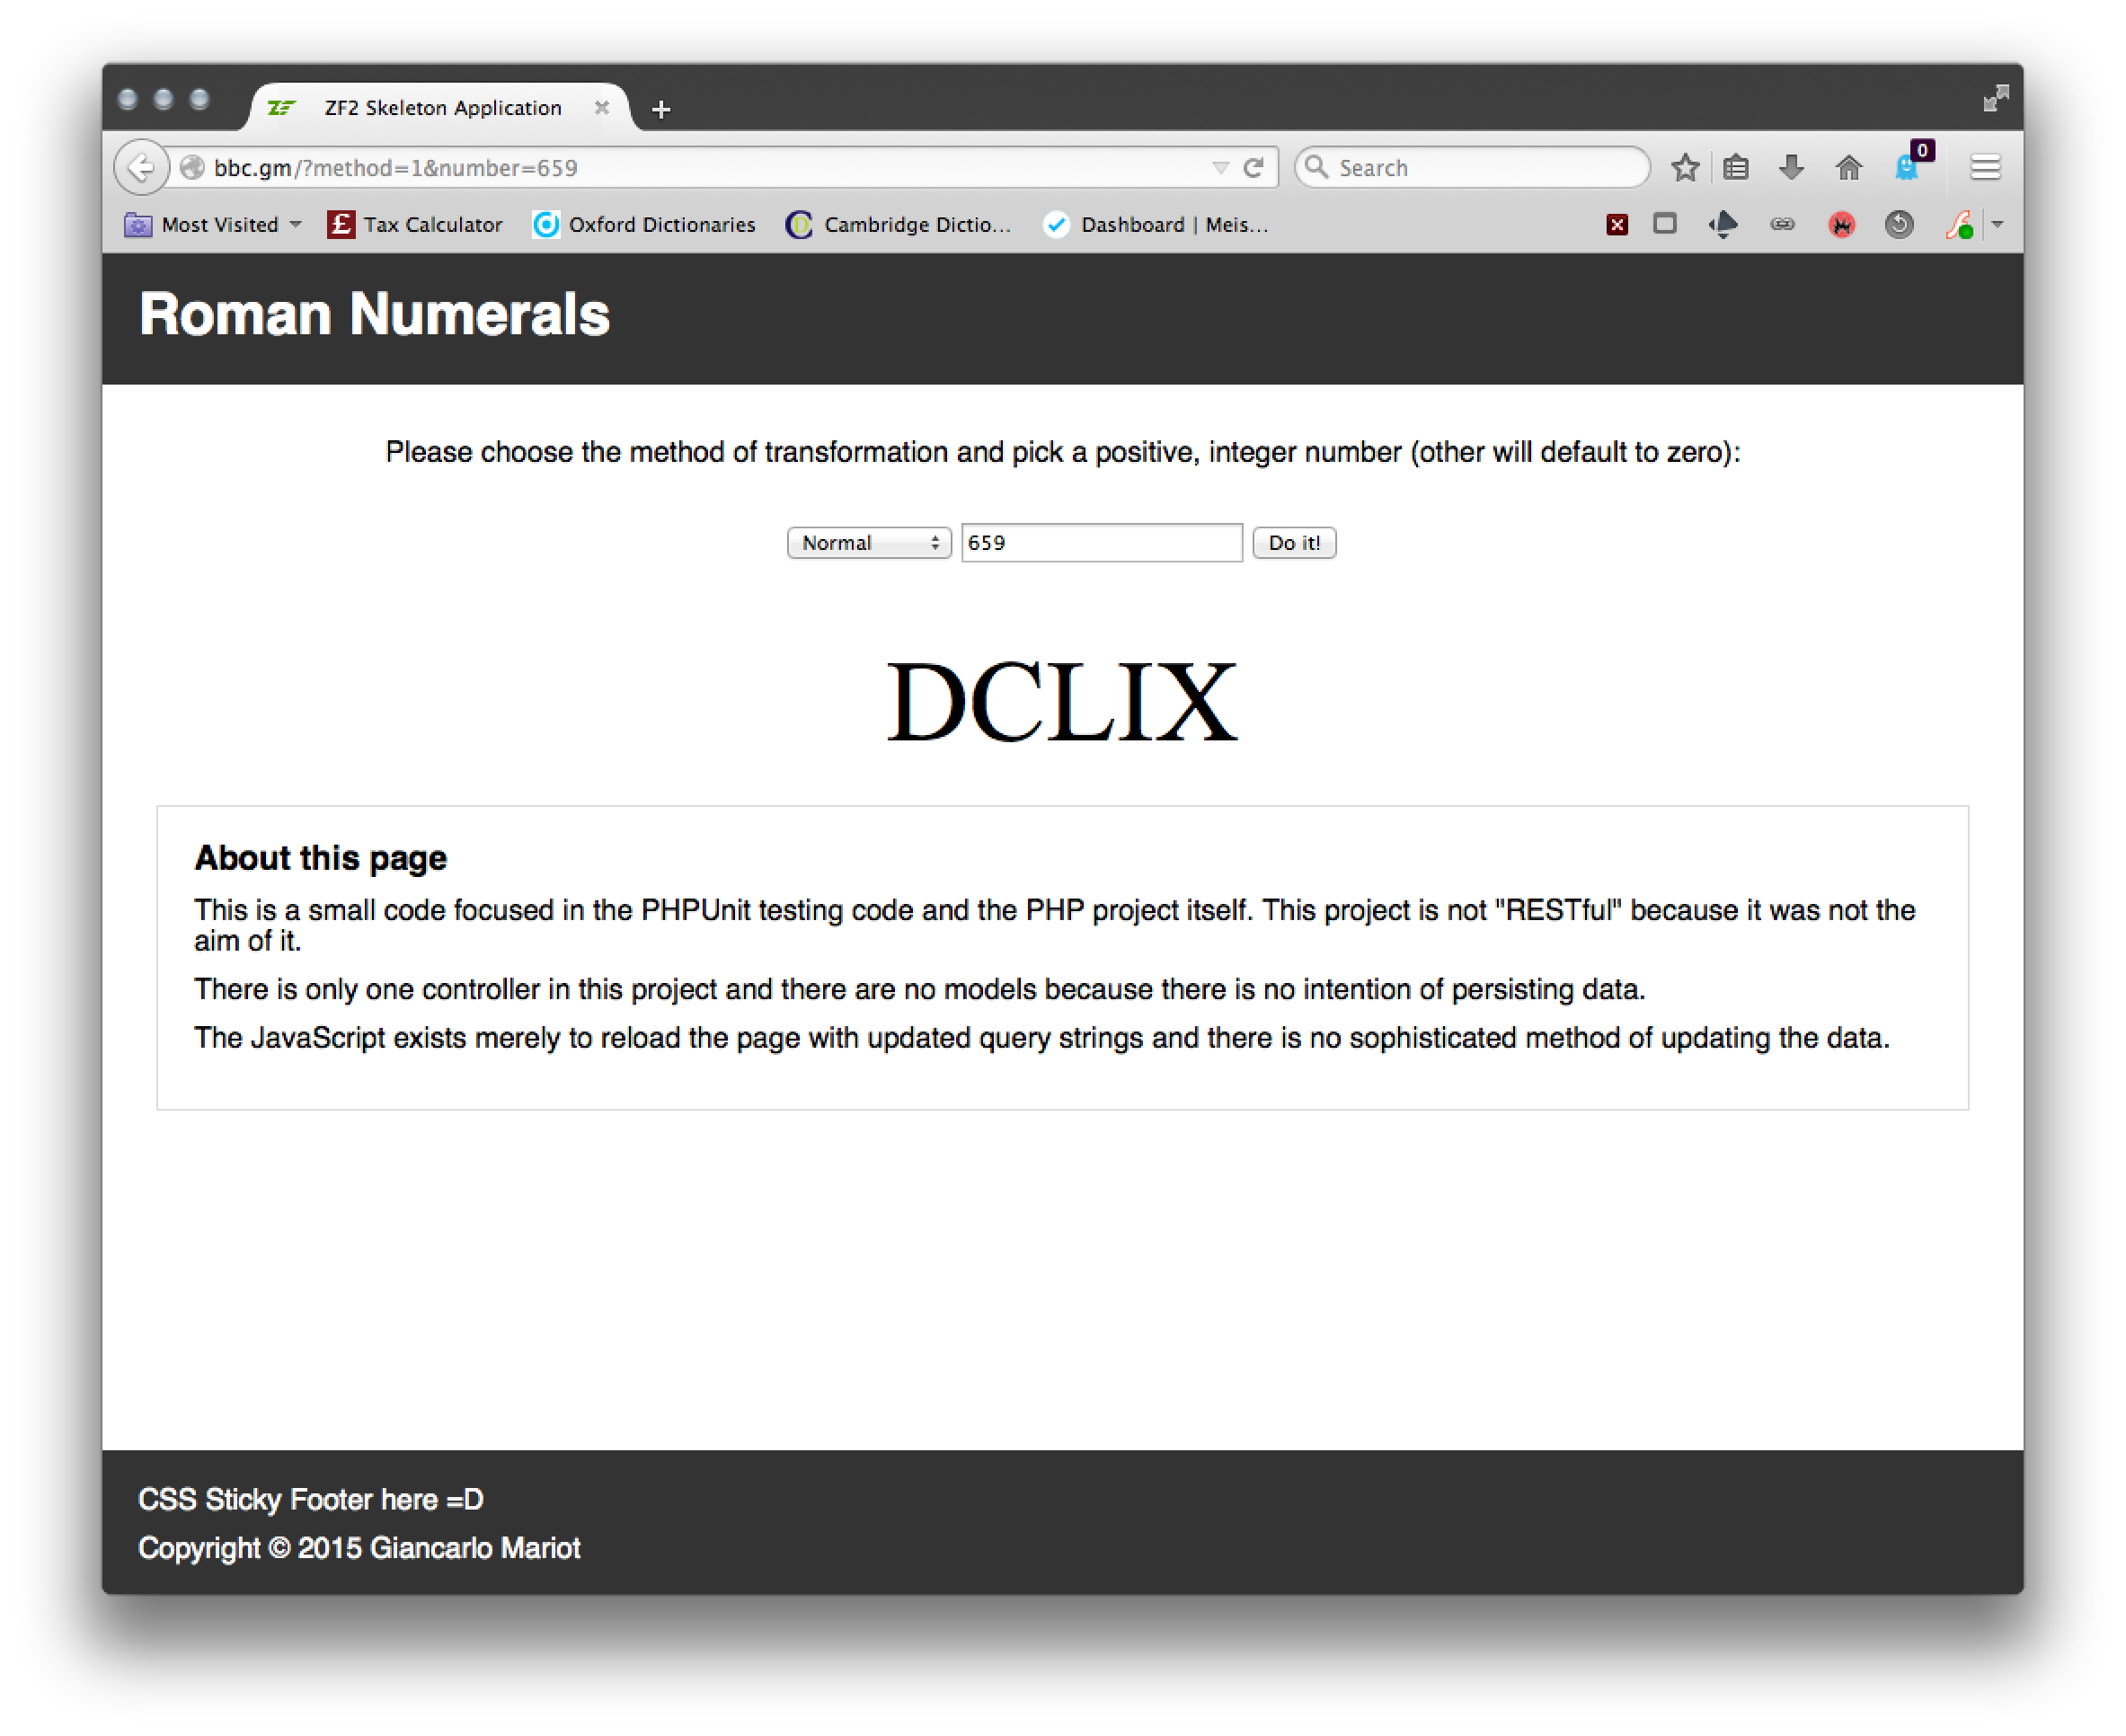 ZF2 Skeleton Application
bbc.gm/?method=1&number=659
Search
0
Most Visited
£ Tax Calculator
Oxford Dictionaries
Cambridge Dictio...
Dashboard | Meis...
Roman Numerals
Please choose the method of transformation and pick a positive, integer number (other will default to zero):
Normal 659 Do it!
DCLIX
About this page
This is a small code focused in the PHPUnit testing code and the PHP project itself. This project is not "RESTful" because it was not the
aim of it.
There is only one controller in this project and there are no models because there is no intention of persisting data.
The JavaScript exists merely to reload the page with updated query strings and there is no sophisticated method of updating the data.
CSS Sticky Footer here =D
Copyright © 2015 Giancarlo Mariot